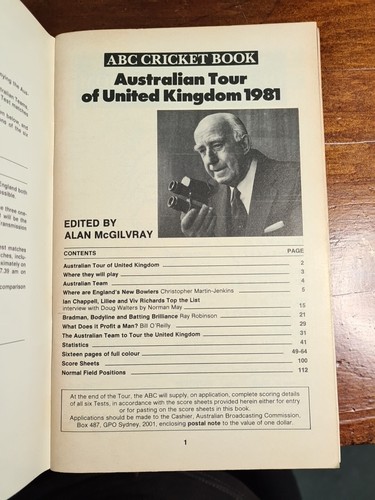 ying the Aus-
ABC CRICKET BOOK
Australian Tour
of United Kingdom 1981
EDITED BY
ALAN McGILVRAY
CONTENTS PAGE
Australian Tour of United Kingdom 2
Where they will play 3
Australian Team 4
Where are England's New Bowlers Christopher Martin-Jenkins 5
Ian Chappell, Lillee and Viv Richards Top the List
interview with Doug Walters by Norman May 15
Bradman, Bodyline and Batting Brilliance Ray Robinson 21
What Does it Profit a Man? Bill O'Reilly 29
The Australian Team to Tour the United Kingdom 31
Statistics 41
Sixteen pages of full colour 49-64
Score Sheets 100
Normal Field Positions 112
At the end of the Tour, the ABC will supply, on application, complete scoring details
of all six Tests, in accordance with the score sheets provided herein either for entry
or for pasting on the score sheets in this book.
Applications should be made to the Cashier, Australian Broadcasting Commission,
Box 487, GPO Sydney, 2001, enclosing postal note to the value of one dollar.
1